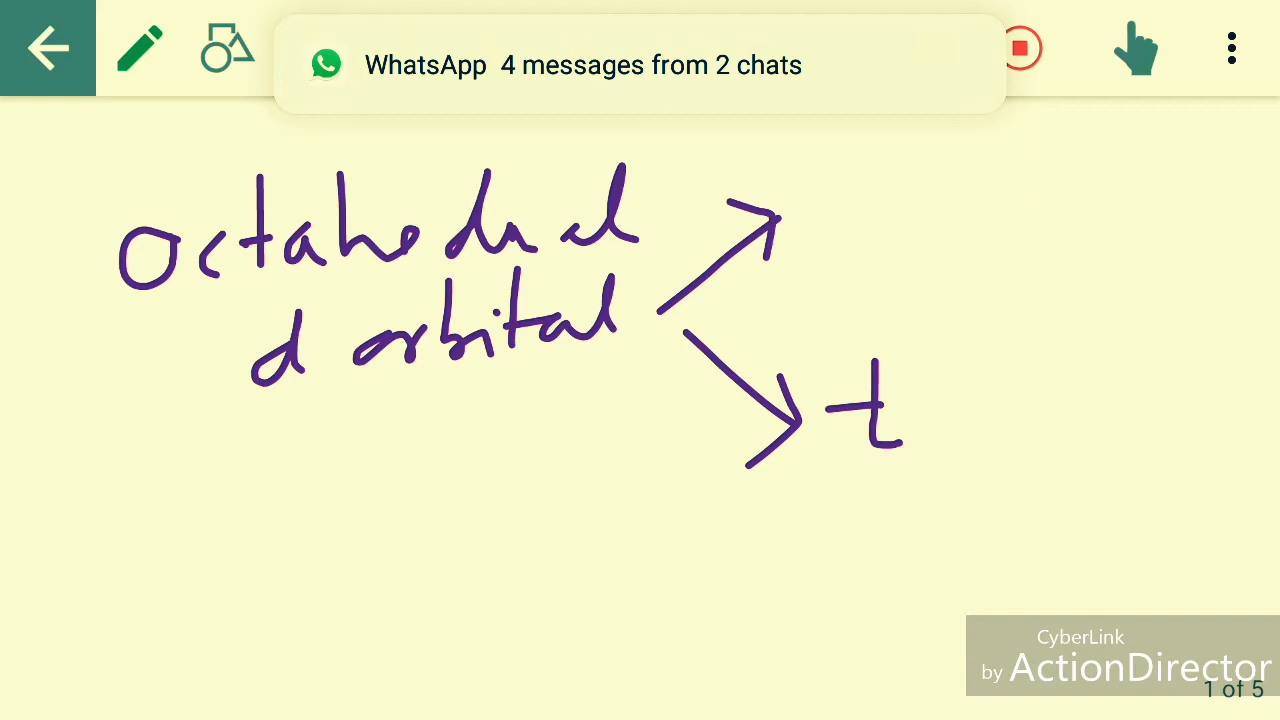 WhatsApp 4 messages from 2 chats
Octahedral
d orbital
t
CyberLink
by ActionDirector
1 of 5